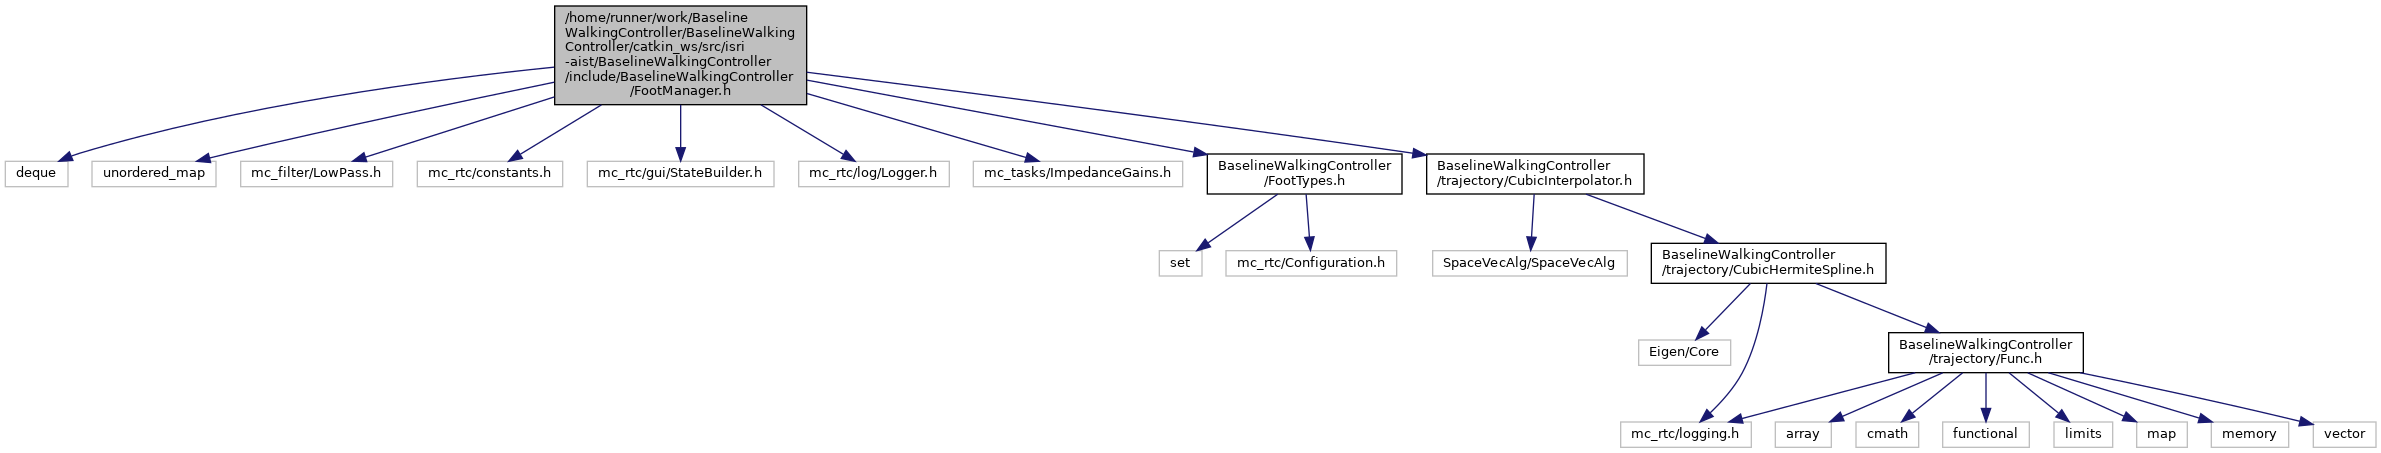 /home/runner/work/Baseline
WalkingController/BaselineWalking
Controller/catkin_ws/src/isri
-aist/BaselineWalkingController
/include/BaselineWalkingController
/FootManager.h
deque
unordered_map
mc_filter/LowPass.h
mc_rtc/constants.h
mc_rtc/gui/StateBuilder.h
mc_rtc/log/Logger.h
mc_tasks/ImpedanceGains.h
BaselineWalkingController
/FootTypes.h
BaselineWalkingController
/trajectory/CubicInterpolator.h
set
mc_rtc/Configuration.h
SpaceVecAlg/SpaceVecAlg
BaselineWalkingController
/trajectory/CubicHermiteSpline.h
Eigen/Core
BaselineWalkingController
/trajectory/Func.h
mc_rtc/logging.h
array
cmath
functional
limits
map
memory
vector